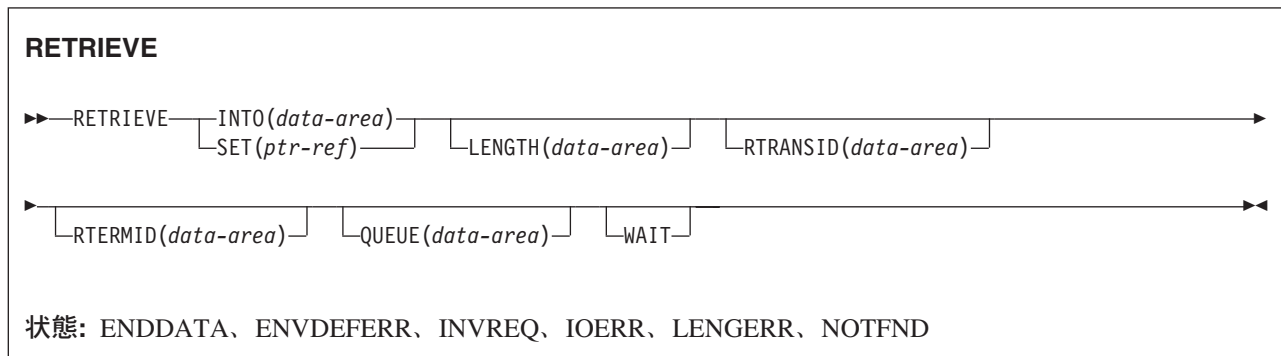 RETRIEVE
RETRIEVE INTO(data-area)
SET(ptr-ref) LENGTH(data-area) RTRANSID(data-area)
RTERMID(data-area) QUEUE(data-area) WAIT
状態: ENDDATA、ENVDEFERR、INVREQ、IOERR、LENGERR、NOTFND